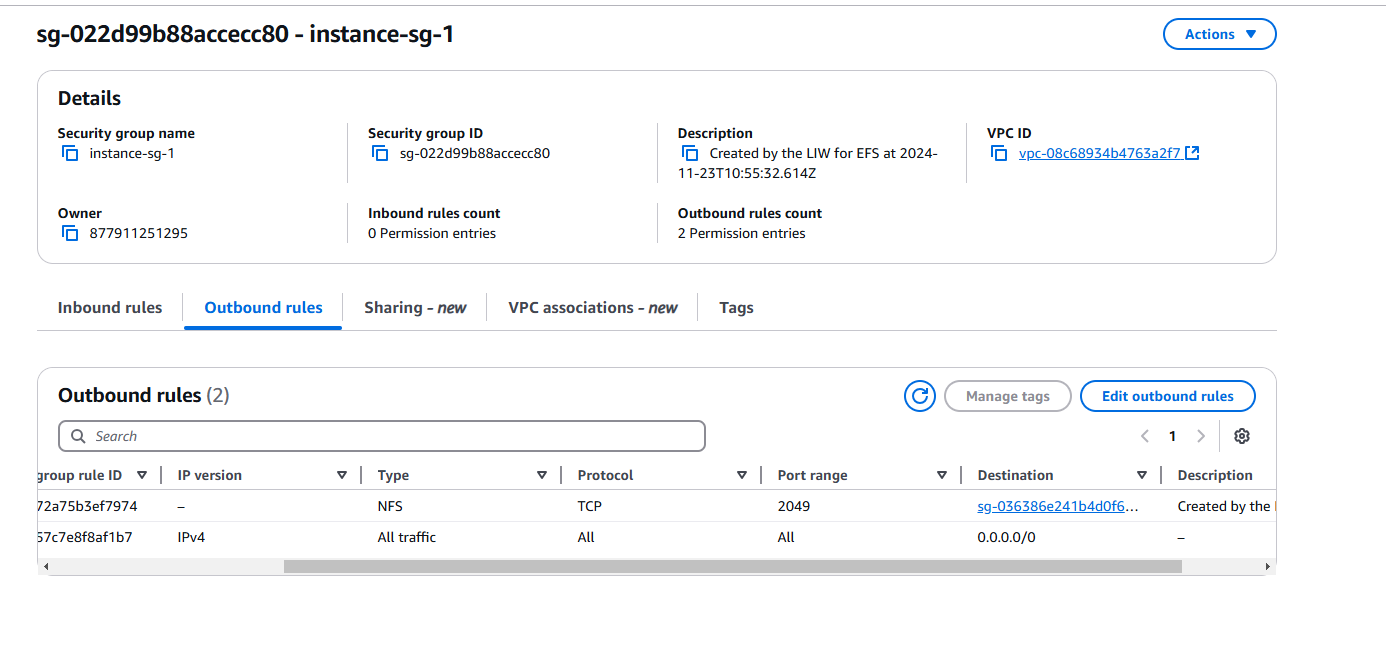 sg-022d99b88accecc80 - instance-sg-1
Actions
Details
Security group name
instance-sg-1
Security group ID
sg-022d99b88accecc80
Description
Created by the LIW for EFS at 2024-
11-23T10:55:32.614Z
VPC ID
vpc-08c68934b4763a2f7
Owner
877911251295
Inbound rules count
0 Permission entries
Outbound rules count
2 Permission entries
Inbound rules
Outbound rules
Sharing - new
VPC associations - new
Tags
Outbound rules (2)
Manage tags
Edit outbound rules
Search
1
group rule ID IP version Type Protocol Port range Destination Description
72a75b3ef7974 – NFS TCP 2049 sg-036386e241b4d0f6... Created by the
67c7e8f8af1b7 IPv4 All traffic All All 0.0.0.0/0 –